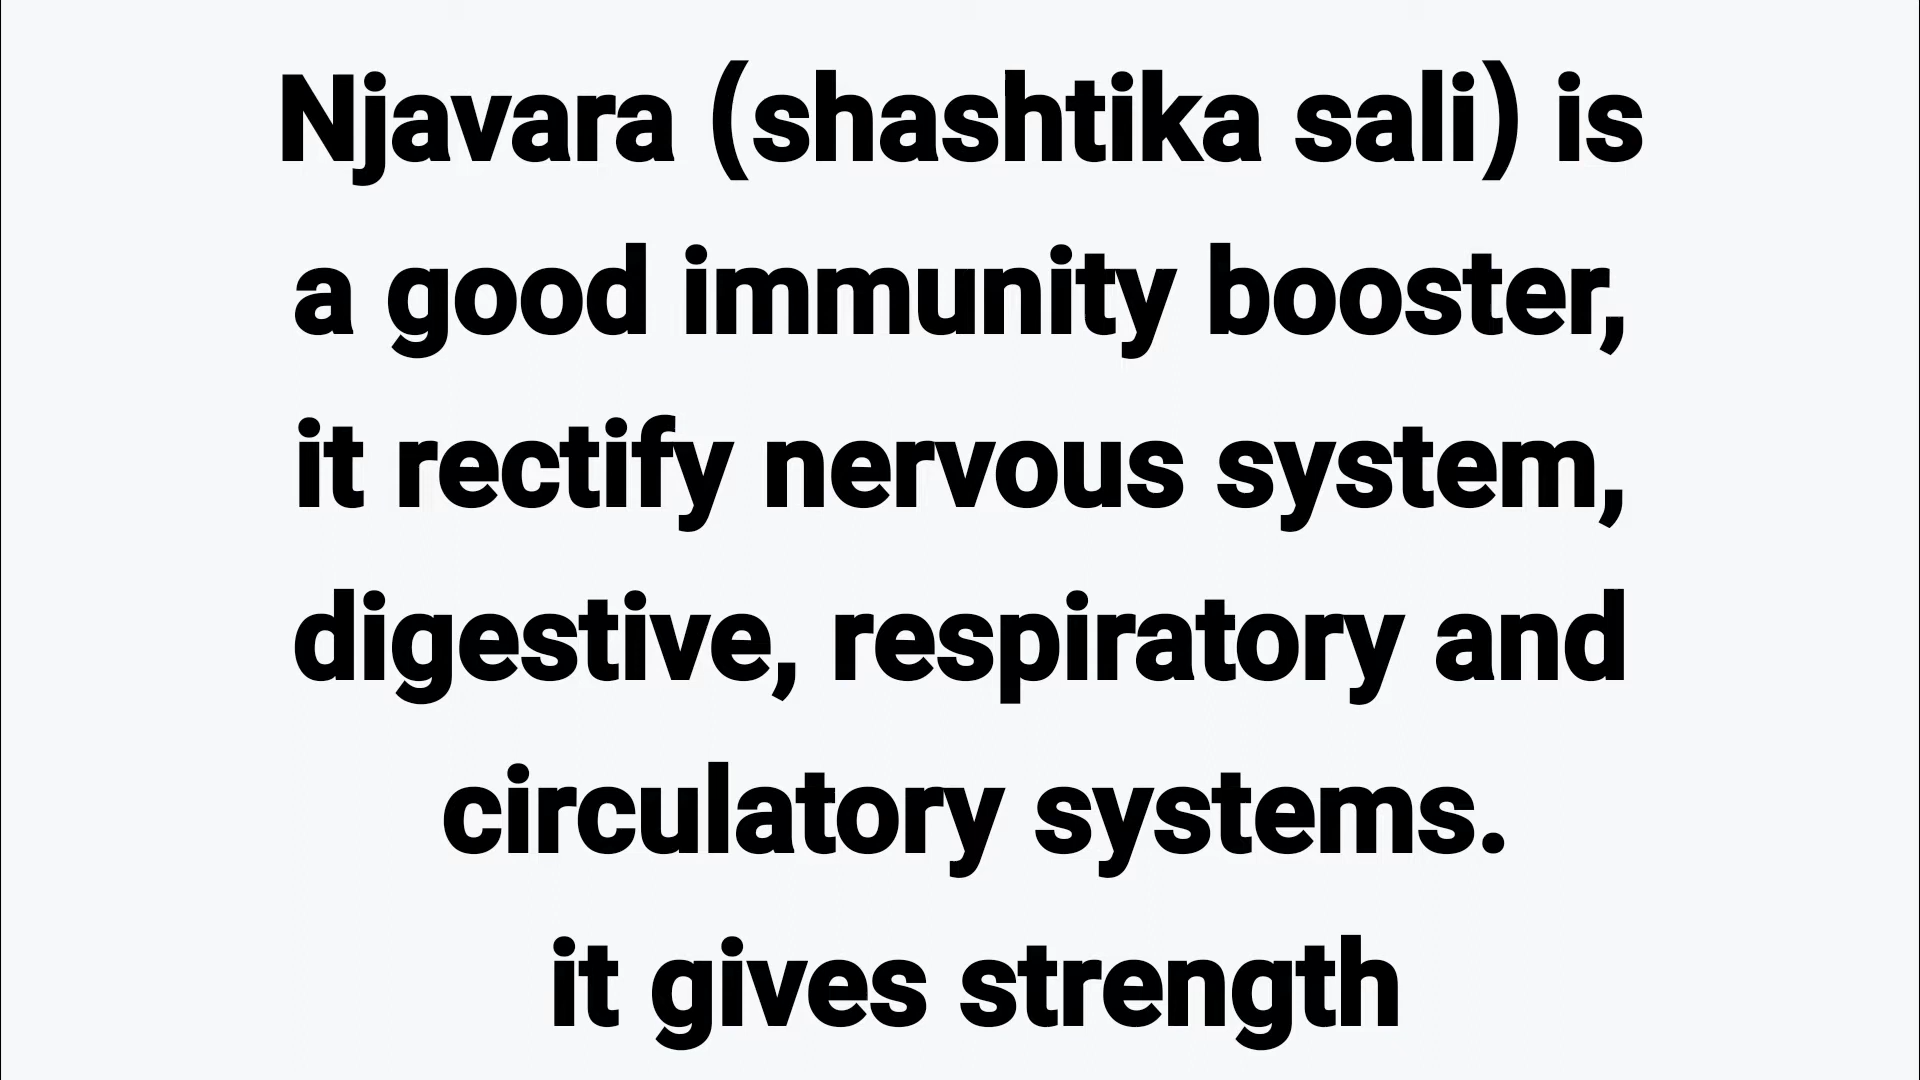 Njavara (shashtika sali) is
a good immunity booster,
it rectify nervous system,
digestive, respiratory and
circulatory systems.
it gives strength